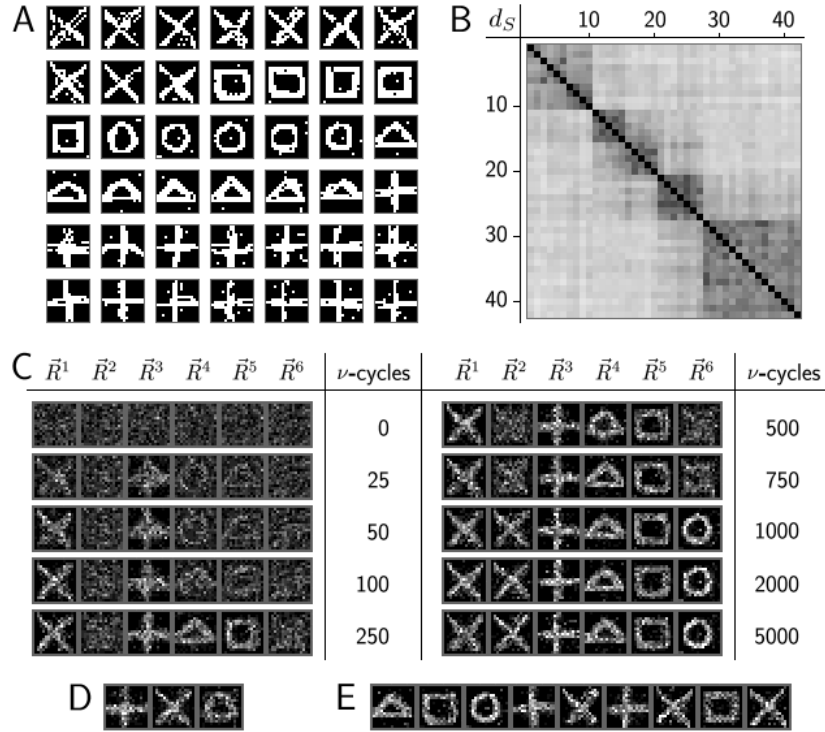 A
B
d_S 10 20 30 40
10
20
30
40
C
R⃗¹ R⃗² R⃗³ R⃗⁴ R⃗⁵ R⃗⁶ ν-cycles R⃗¹ R⃗² R⃗³ R⃗⁴ R⃗⁵ R⃗⁶ ν-cycles
0 500
25 750
50 1000
100 2000
250 5000
D E